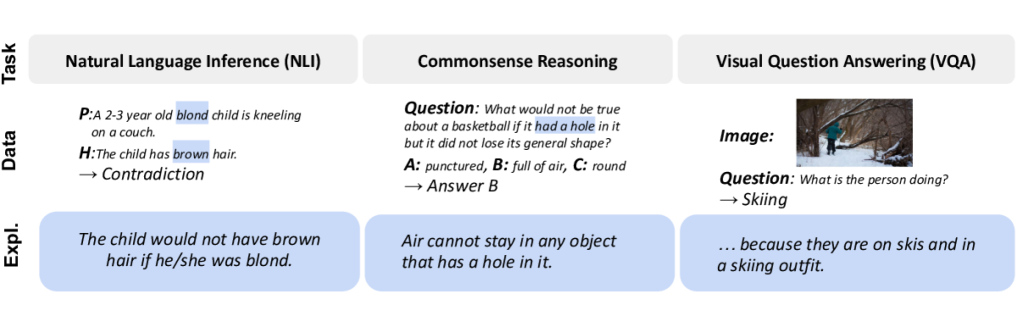 Task
Natural Language Inference (NLI)
Commonsense Reasoning
Visual Question Answering (VQA)
Data
P:A 2-3 year old blond child is kneeling
on a couch.
H:The child has brown hair.
→ Contradiction
Question: What would not be true
about a basketball if it had a hole in it
but it did not lose its general shape?
A: punctured, B: full of air, C: round
→ Answer B
Image:
Question: What is the person doing?
→ Skiing
Expl.
The child would not have brown
hair if he/she was blond.
Air cannot stay in any object
that has a hole in it.
… because they are on skis and in
a skiing outfit.